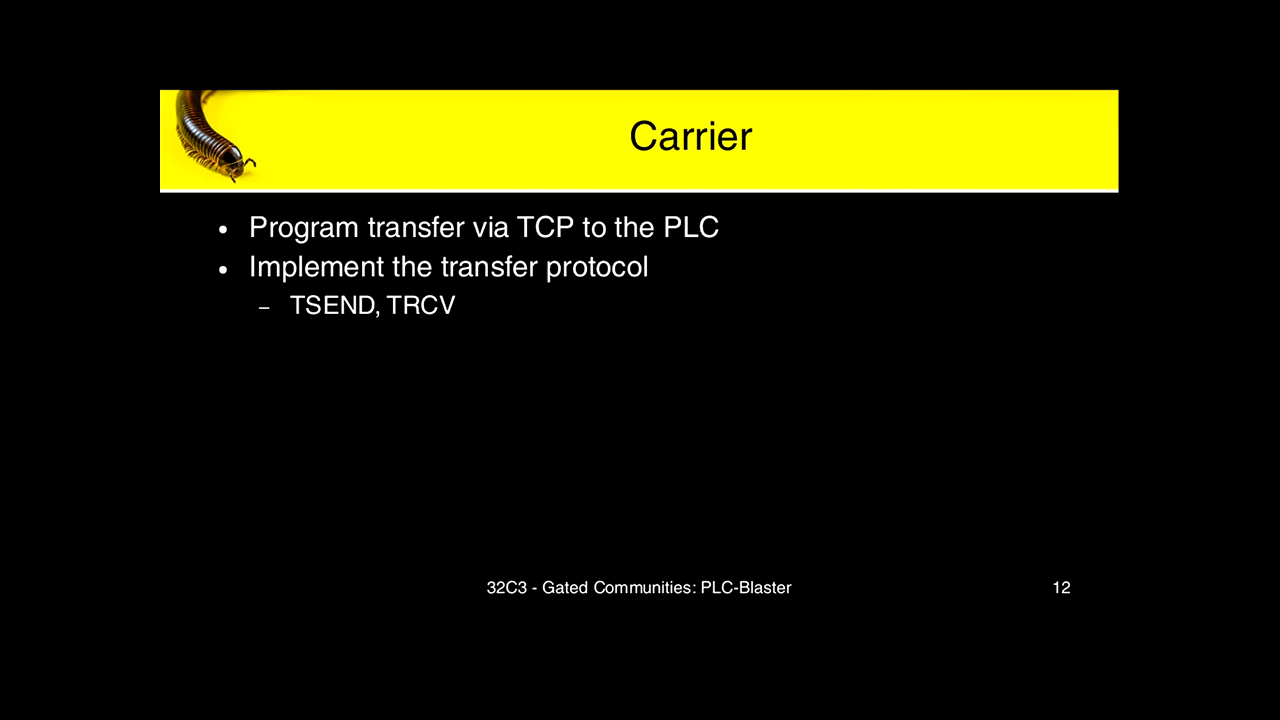 Carrier
• Program transfer via TCP to the PLC
• Implement the transfer protocol
– TSEND, TRCV
32C3 - Gated Communities: PLC-Blaster
12